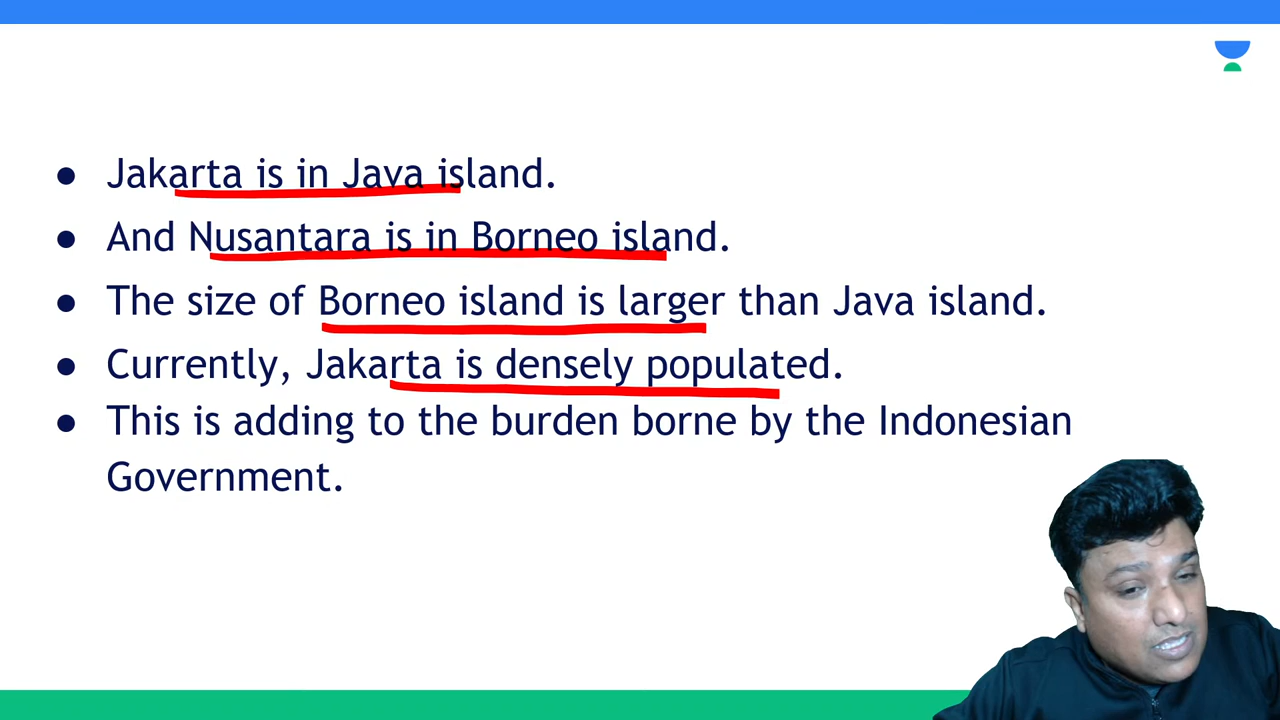 ● Jakarta is in Java island.
● And Nusantara is in Borneo island.
● The size of Borneo island is larger than Java island.
● Currently, Jakarta is densely populated.
● This is adding to the burden borne by the Indonesian
Government.